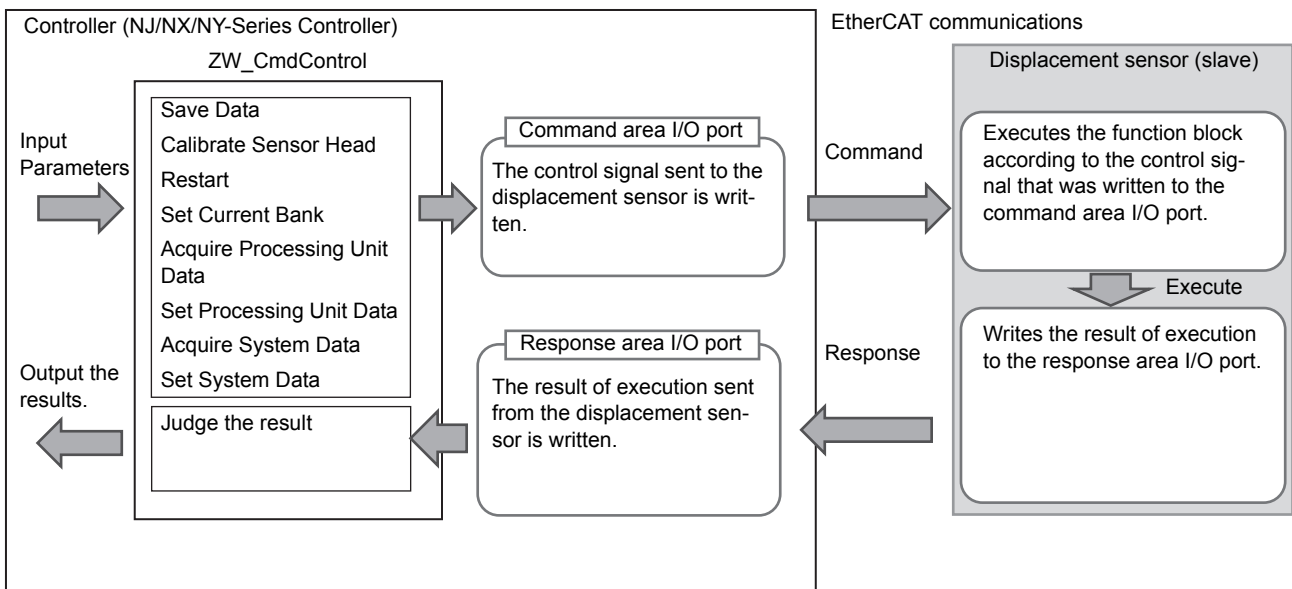 Controller (NJ/NX/NY-Series Controller)
EtherCAT communications
ZW_CmdControl
Displacement sensor (slave)
Input
Parameters
Save Data
Calibrate Sensor Head
Restart
Set Current Bank
Acquire Processing Unit
Data
Set Processing Unit Data
Acquire System Data
Set System Data
Command area I/O port
The control signal sent to the
displacement sensor is writ-
ten.
Command
Executes the function block
according to the control sig-
nal that was written to the
command area I/O port.
Execute
Writes the result of execution
to the response area I/O port.
Response
Response area I/O port
The result of execution sent
from the displacement sen-
sor is written.
Judge the result
Output the
results.